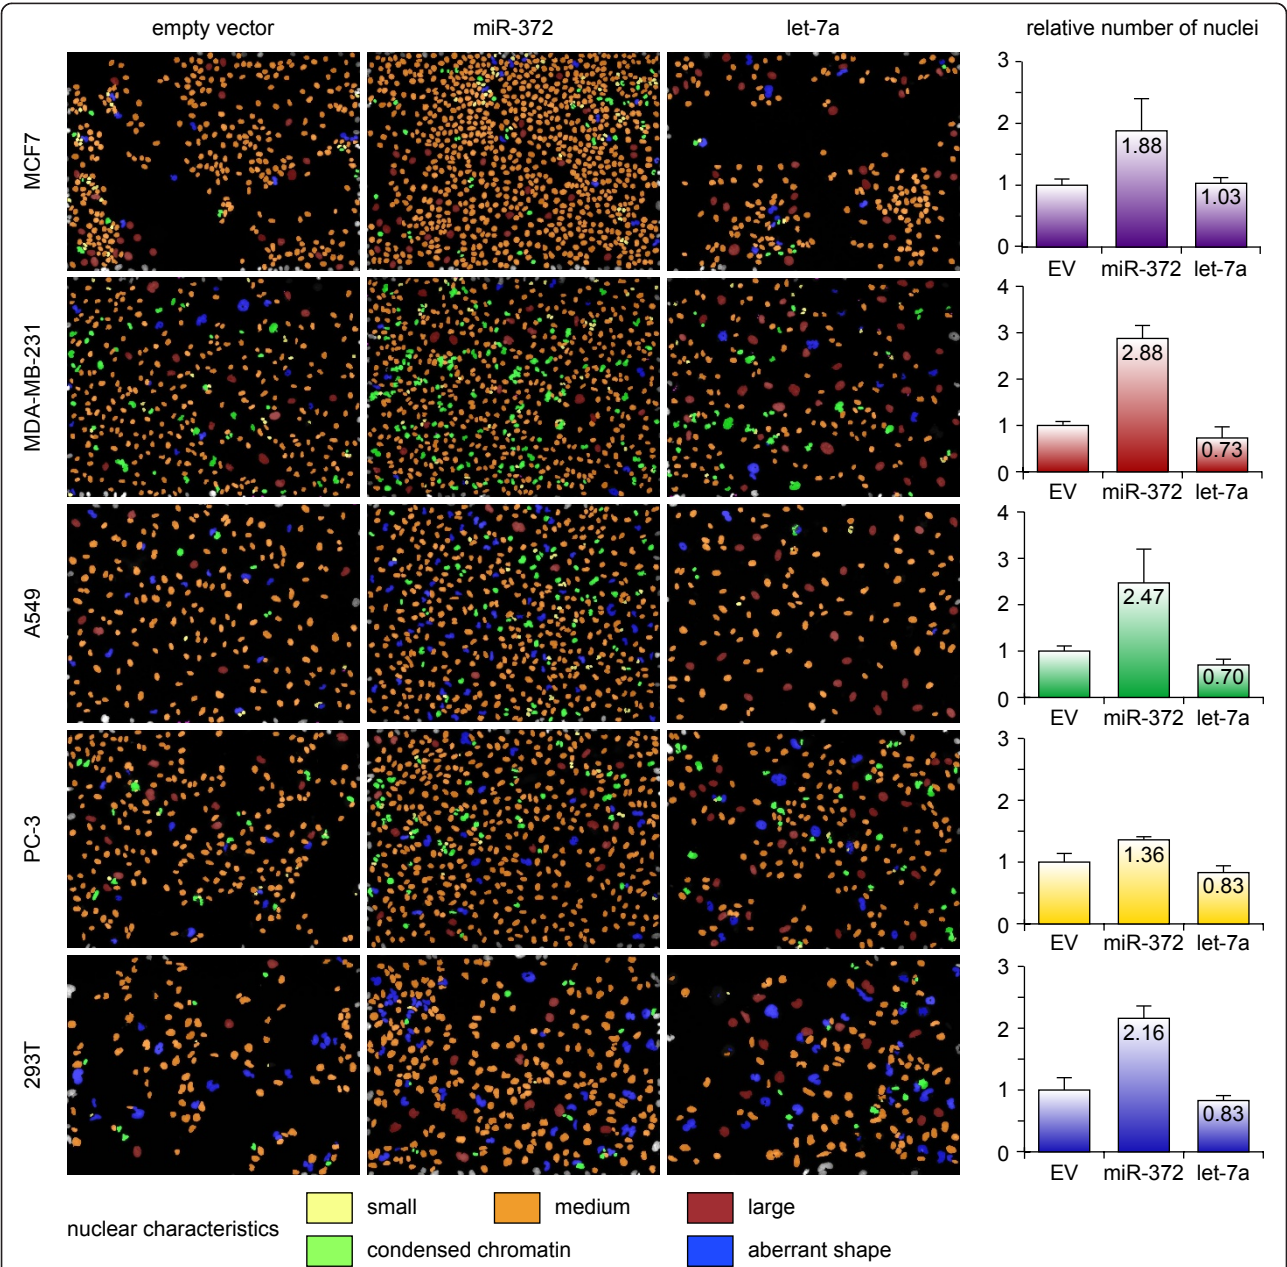 empty vector miR-372 let-7a relative number of nuclei
MCF7
3
2
1
0
1.88
1.03
EV miR-372 let-7a
MDA-MB-231
4
3
2
1
0
2.88
0.73
EV miR-372 let-7a
A549
4
3
2
1
0
2.47
0.70
EV miR-372 let-7a
PC-3
3
2
1
0
1.36
0.83
EV miR-372 let-7a
293T
3
2
1
0
2.16
0.83
EV miR-372 let-7a
nuclear characteristics
small medium large
condensed chromatin aberrant shape